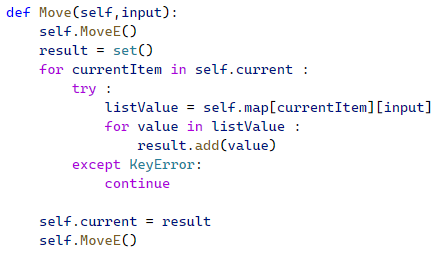 def Move(self,input):
    self.MoveE()
    result = set()
    for currentItem in self.current :
        try :
            listValue = self.map[currentItem][input]
            for value in listValue :
                result.add(value)
        except KeyError:
            continue

    self.current = result
    self.MoveE()